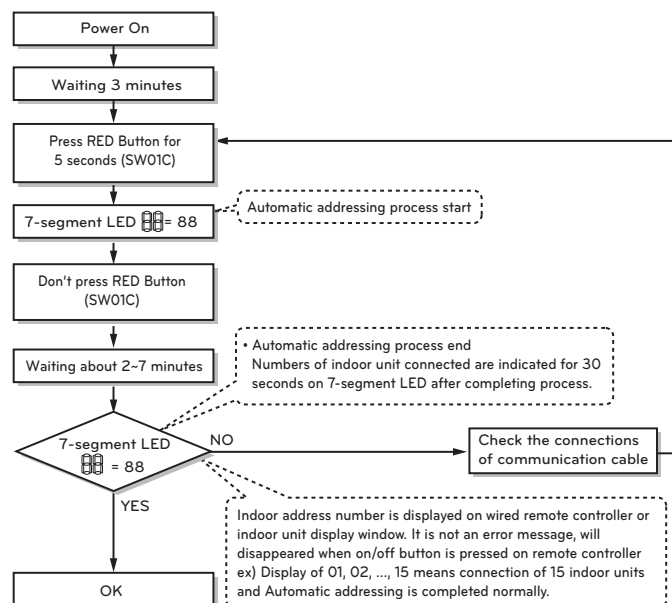 Power On
Waiting 3 minutes
Press RED Button for
5 seconds (SW01C)
7-segment LED 88= 88
Automatic addressing process start
Don't press RED Button
(SW01C)
• Automatic addressing process end
Numbers of indoor unit connected are indicated for 30
seconds on 7-segment LED after completing process.
Waiting about 2~7 minutes
7-segment LED
88 = 88
NO
Check the connections
of communication cable
YES
Indoor address number is displayed on wired remote controller or
indoor unit display window. It is not an error message, will
disappeared when on/off button is pressed on remote controller
ex) Display of 01, 02, ..., 15 means connection of 15 indoor units
and Automatic addressing is completed normally.
OK